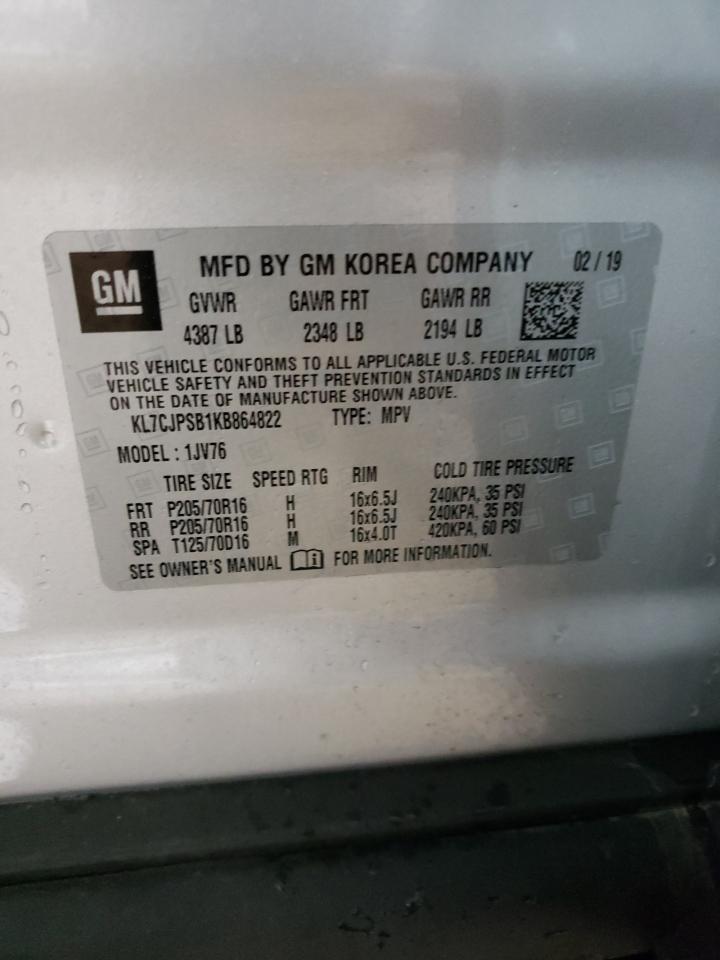 GM
MFD BY GM KOREA COMPANY 02 / 19
GVWR GAWR FRT GAWR RR
4387 LB 2348 LB 2194 LB
THIS VEHICLE CONFORMS TO ALL APPLICABLE U.S. FEDERAL MOTOR
VEHICLE SAFETY AND THEFT PREVENTION STANDARDS IN EFFECT
ON THE DATE OF MANUFACTURE SHOWN ABOVE.
KL7CJPSB1KB864822 TYPE: MPV
MODEL : 1JV76
TIRE SIZE SPEED RTG RIM COLD TIRE PRESSURE
FRT P205/70R16 H 16x6.5J 240KPA, 35 PSI
RR P205/70R16 H 16x6.5J 240KPA, 35 PSI
SPA T125/70D16 M 16x4.0T 420KPA, 60 PSI
SEE OWNER'S MANUAL FOR MORE INFORMATION.